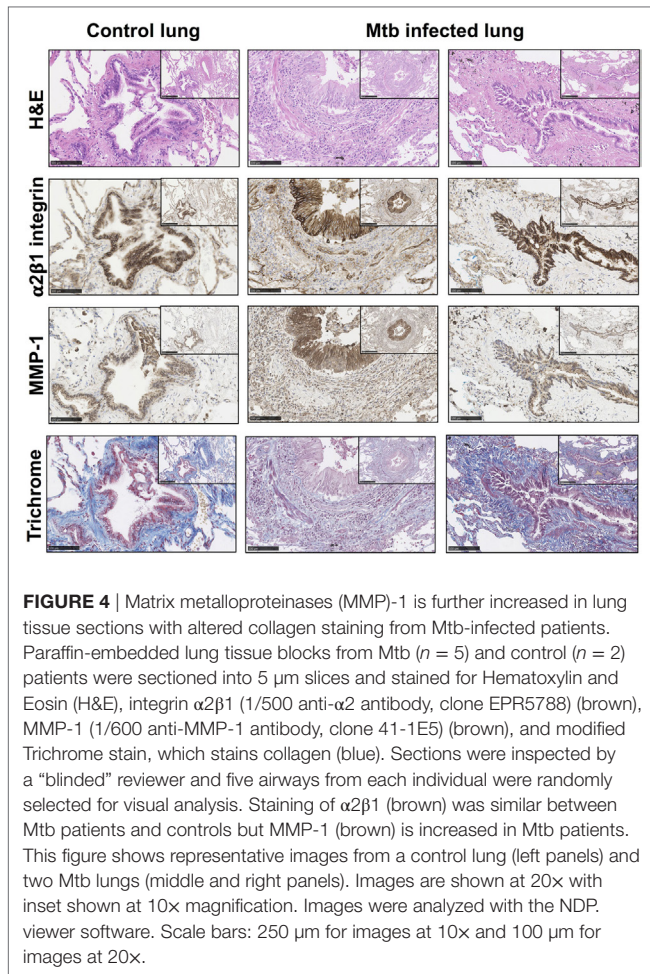 Control lung
Mtb infected lung
H&E
α2β1 integrin
MMP-1
Trichrome
FIGURE 4 | Matrix metalloproteinases (MMP)-1 is further increased in lung
tissue sections with altered collagen staining from Mtb-infected patients.
Paraffin-embedded lung tissue blocks from Mtb (n = 5) and control (n = 2)
patients were sectioned into 5 μm slices and stained for Hematoxylin and
Eosin (H&E), integrin α2β1 (1/500 anti-α2 antibody, clone EPR5788) (brown),
MMP-1 (1/600 anti-MMP-1 antibody, clone 41-1E5) (brown), and modified
Trichrome stain, which stains collagen (blue). Sections were inspected by
a “blinded” reviewer and five airways from each individual were randomly
selected for visual analysis. Staining of α2β1 (brown) was similar between
Mtb patients and controls but MMP-1 (brown) is increased in Mtb patients.
This figure shows representative images from a control lung (left panels) and
two Mtb lungs (middle and right panels). Images are shown at 20× with
inset shown at 10× magnification. Images were analyzed with the NDP.
viewer software. Scale bars: 250 μm for images at 10× and 100 μm for
images at 20×.